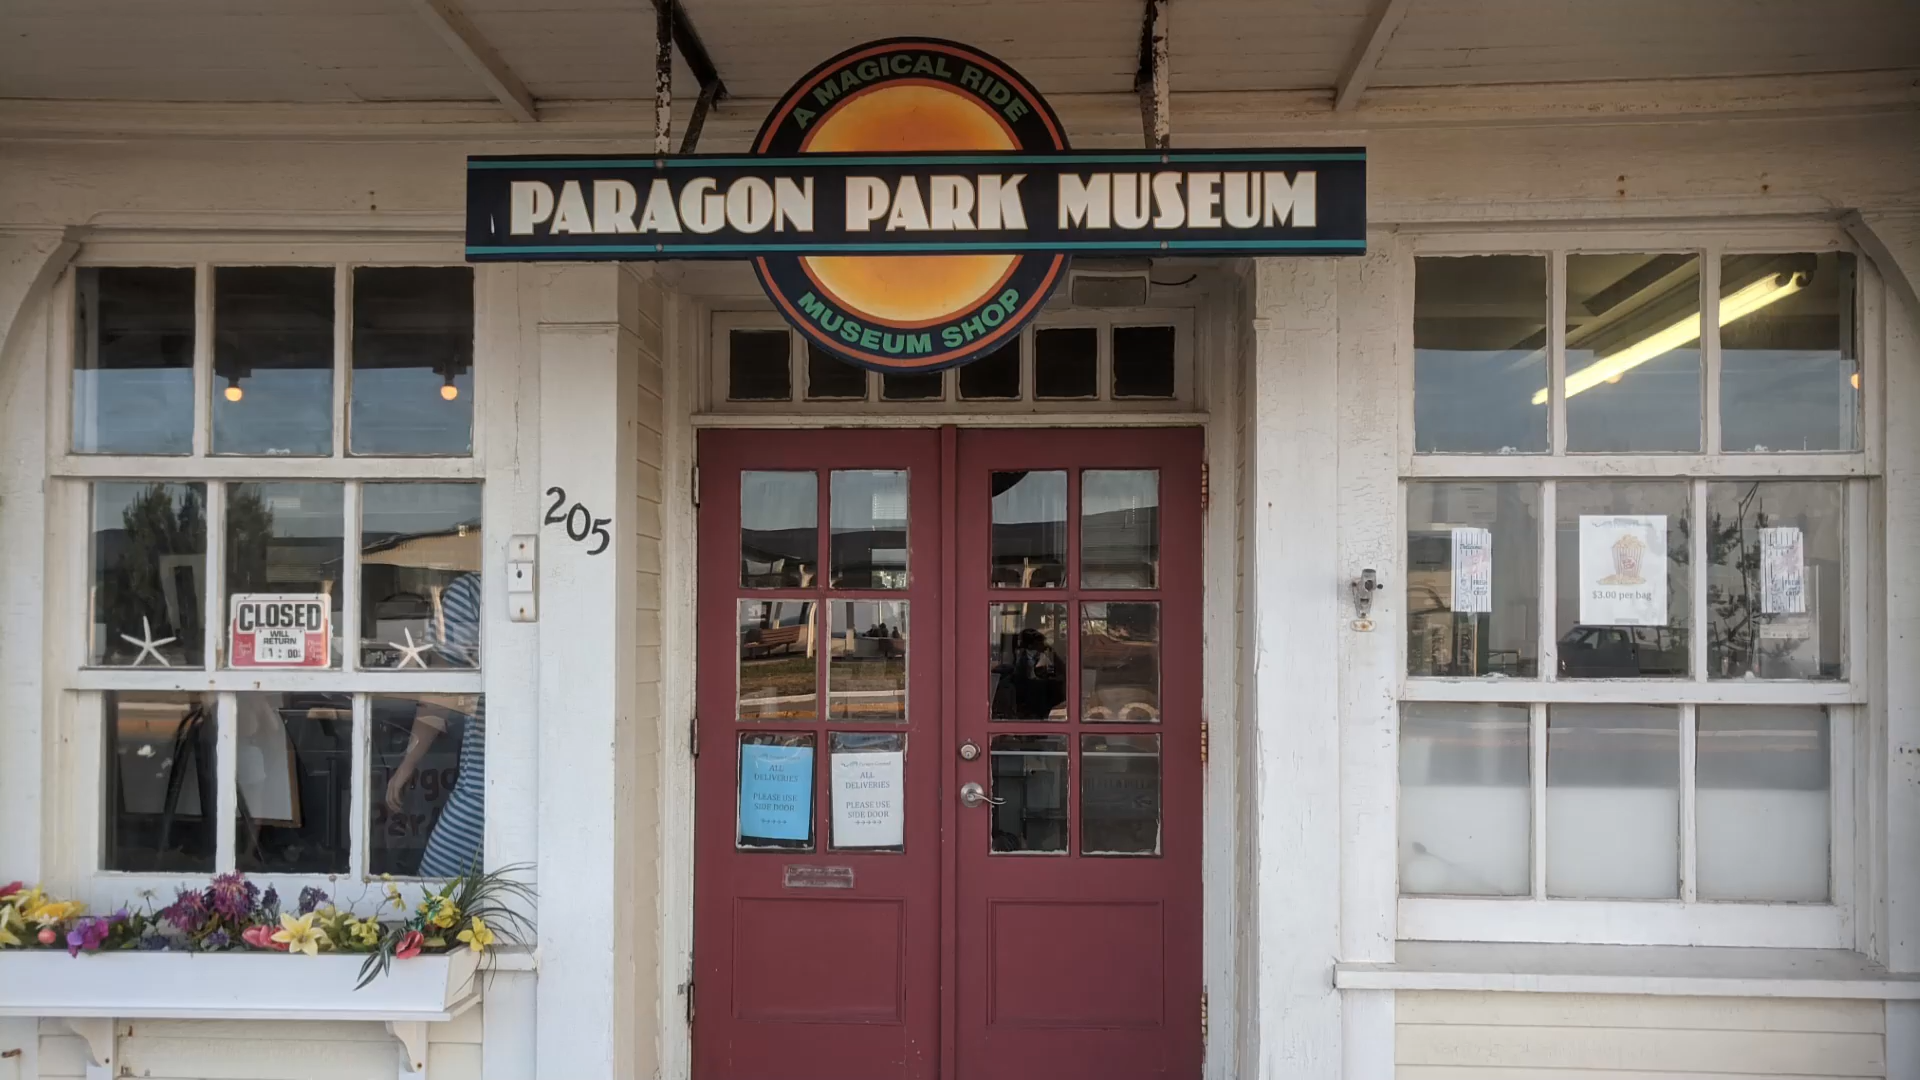 A MAGICAL RIDE
PARAGON PARK MUSEUM
MUSEUM SHOP
205
CLOSED
WILL
RETURN
$3.00 per bag
ALL
DELIVERIES
PLEASE USE
SIDE DOOR
ALL
DELIVERIES
PLEASE USE
SIDE DOOR